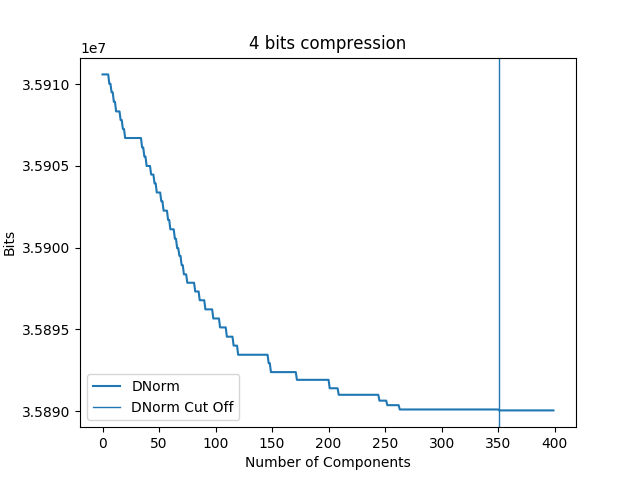 4 bits compression
1e7
3.5910
3.5905
3.5900
3.5895
3.5890
Bits
DNorm
DNorm Cut Off
0 50 100 150 200 250 300 350 400
Number of Components